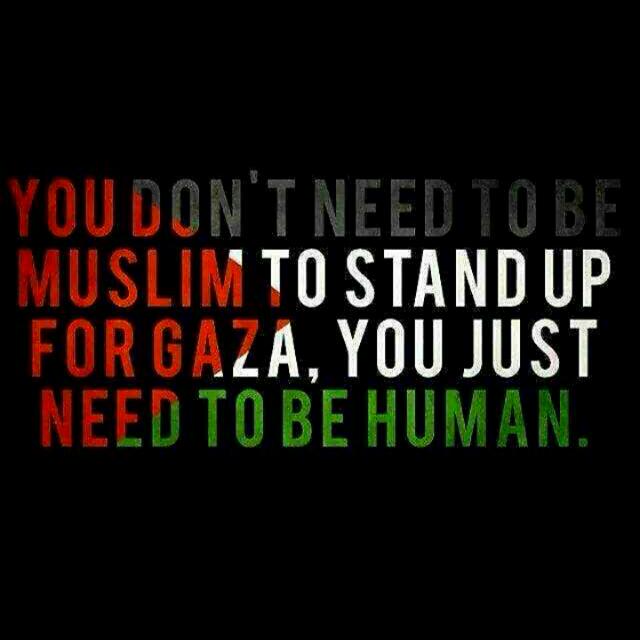 YOU DON'T NEED TO BE
MUSLIM TO STAND UP
FOR GAZA, YOU JUST
NEED TO BE HUMAN.